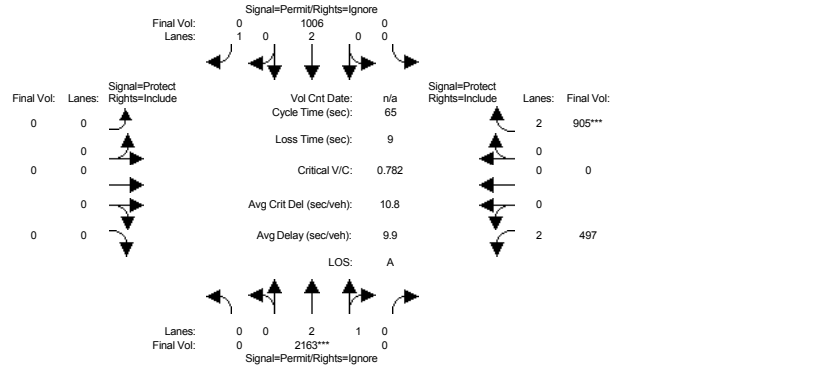 Signal=Permit/Rights=Ignore
Final Vol: 0 1006 0
Lanes: 1 0 2 0 0
Signal=Protect Signal=Protect
Final Vol: Lanes: Rights=Include Vol Cnt Date: n/a Rights=Include Lanes: Final Vol:
Cycle Time (sec): 65
0 0 2 905***
Loss Time (sec): 9
0 0
0 0 Critical V/C: 0.782 0 0
0 Avg Crit Del (sec/veh): 10.8 0
0 0 Avg Delay (sec/veh): 9.9 2 497
LOS: A
Lanes: 0 0 2 1 0
Final Vol: 0 2163*** 0
Signal=Permit/Rights=Ignore